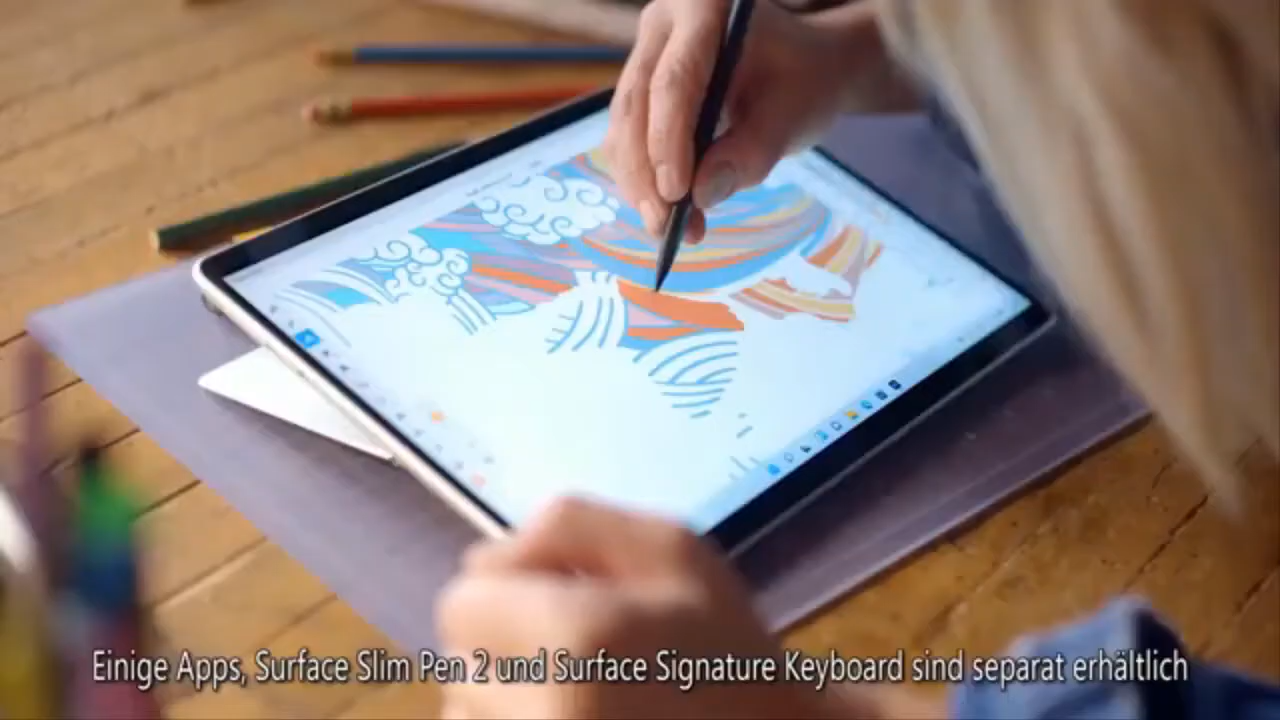 Einige Apps, Surface Slim Pen 2 und Surface Signature Keyboard sind separat erhältlich